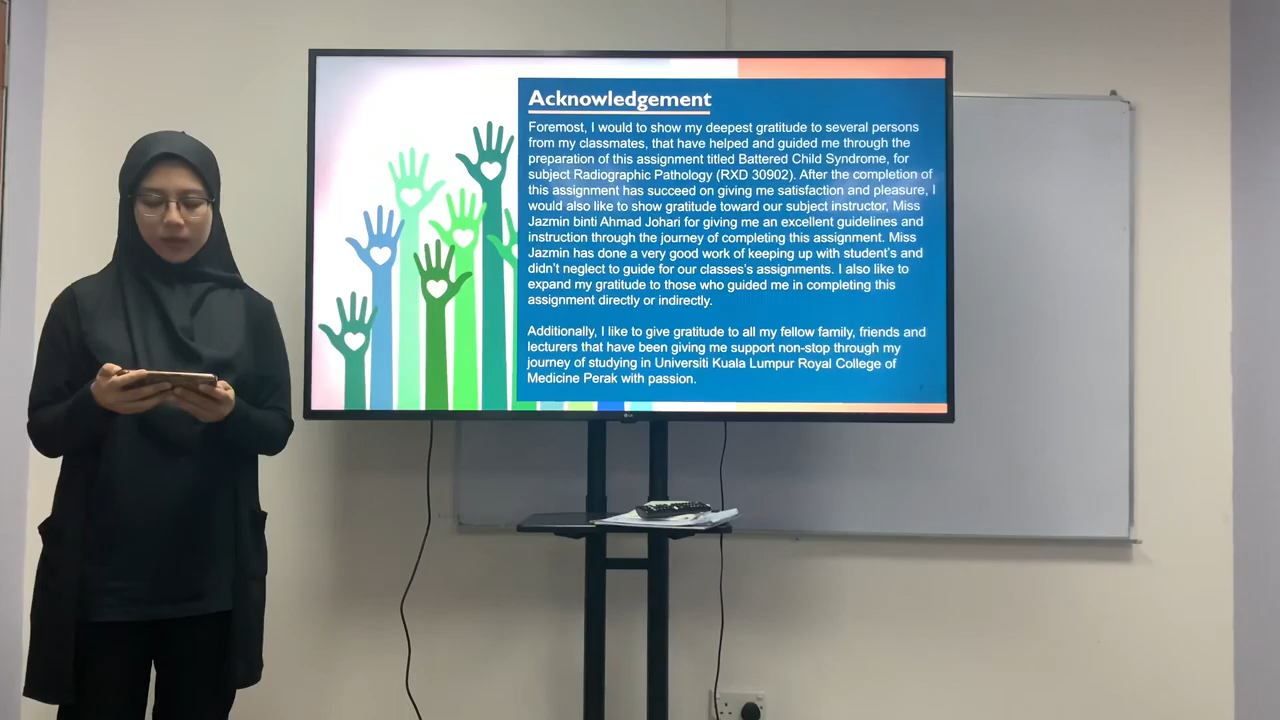 Acknowledgement
Foremost, I would to show my deepest gratitude to several persons
from my classmates, that have helped and guided me through the
preparation of this assignment titled Battered Child Syndrome, for
subject Radiographic Pathology (RXD 30902). After the completion of
this assignment has succeed on giving me satisfaction and pleasure, I
would also like to show gratitude toward our subject instructor, Miss
Jazmin binti Ahmad Johari for giving me an excellent guidelines and
instruction through the journey of completing this assignment. Miss
Jazmin has done a very good work of keeping up with student's and
didn't neglect to guide for our classes's assignments. I also like to
expand my gratitude to those who guided me in completing this
assignment directly or indirectly.
Additionally, I like to give gratitude to all my fellow family, friends and
lecturers that have been giving me support non-stop through my
journey of studying in Universiti Kuala Lumpur Royal College of
Medicine Perak with passion.
LG